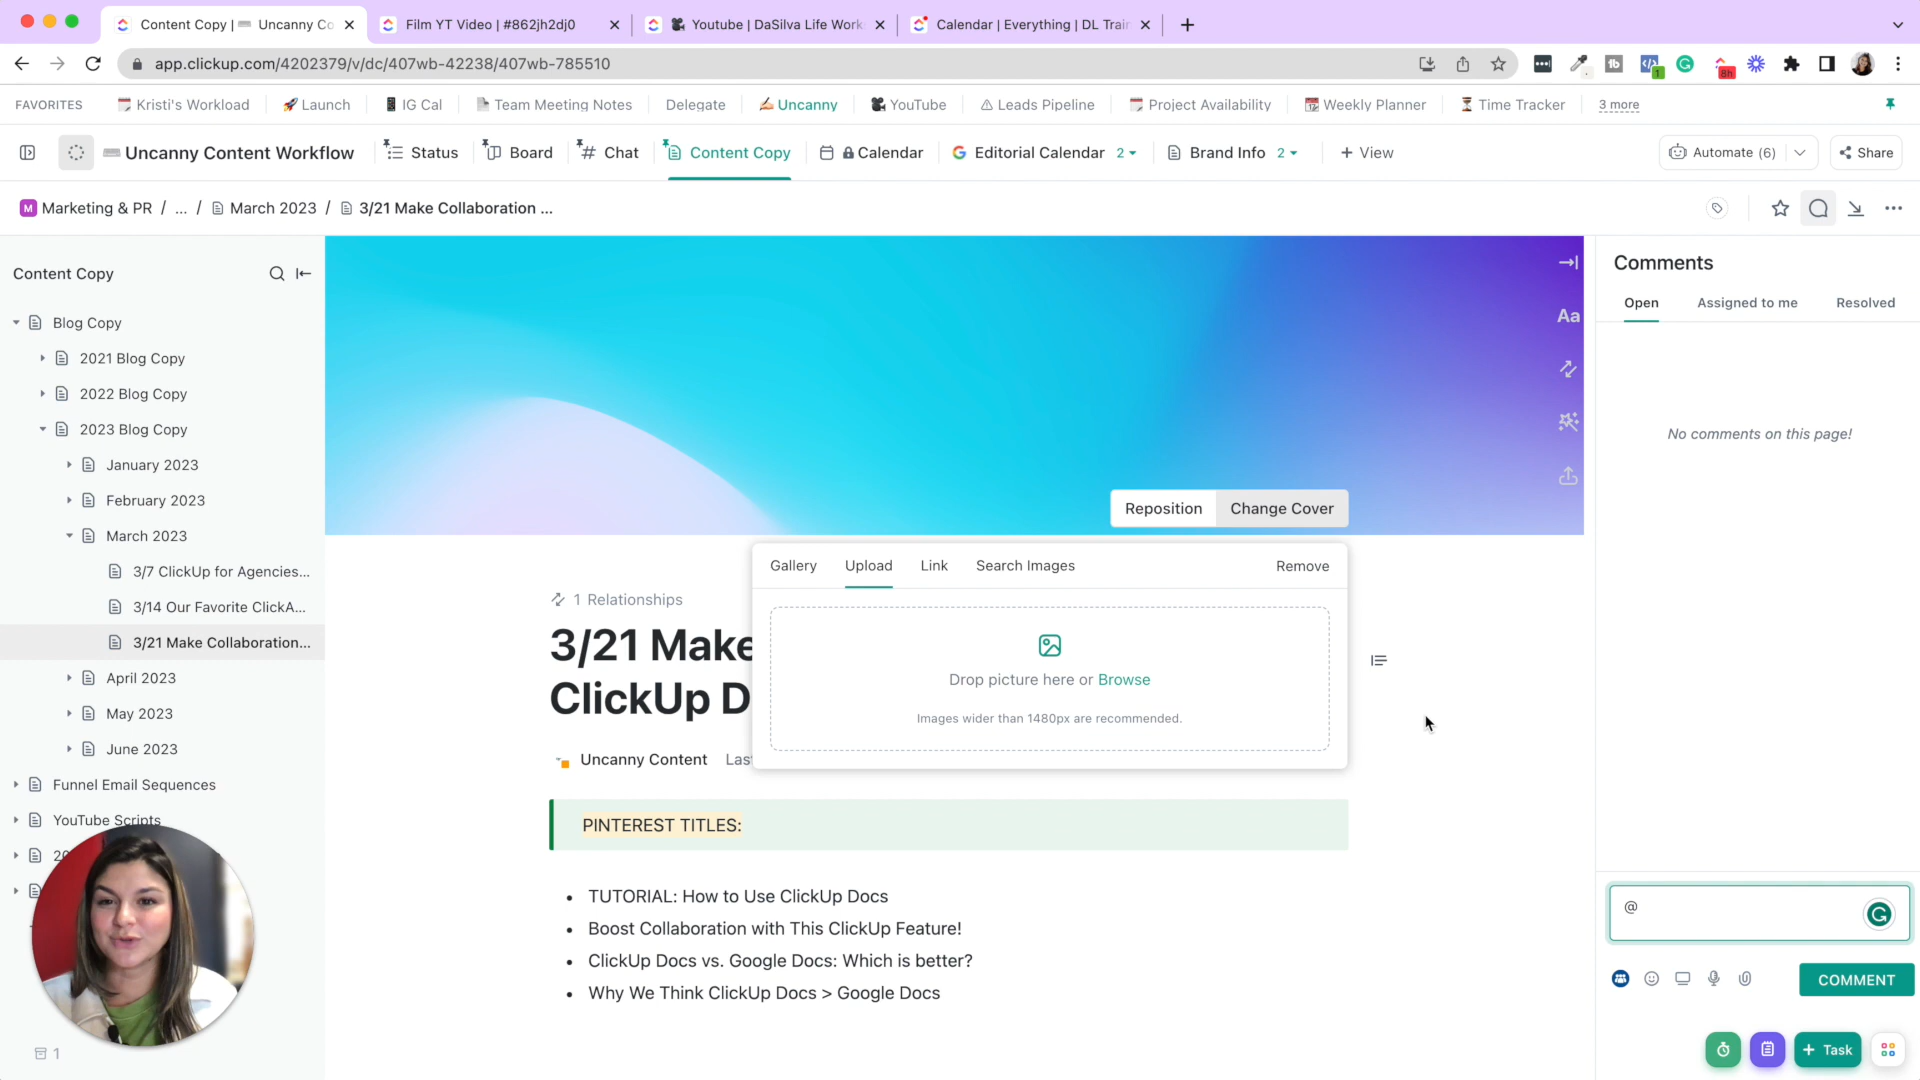 Content Copy | Uncanny Co
Film YT Video | #862jh2dj0
Youtube | DaSilva Life Work
Calendar | Everything | DL Train
app.clickup.com/4202379/v/dc/407wb-42238/407wb-785510
tb
1
8h
FAVORITES
Kristi's Workload
Launch
IG Cal
Team Meeting Notes
Delegate
Uncanny
YouTube
Leads Pipeline
Project Availability
Weekly Planner
Time Tracker
3 more
Uncanny Content Workflow
Status
Board
# Chat
Content Copy
Calendar
Editorial Calendar 2
Brand Info 2
+ View
Automate (6)
Share
M Marketing & PR / ... / March 2023 / 3/21 Make Collaboration ...
Content Copy
Blog Copy
2021 Blog Copy
2022 Blog Copy
2023 Blog Copy
January 2023
February 2023
March 2023
3/7 ClickUp for Agencies...
3/14 Our Favorite ClickA...
3/21 Make Collaboration...
April 2023
May 2023
June 2023
Funnel Email Sequences
YouTube Scripts
20
1
Aa
Reposition
Change Cover
Gallery
Upload
Link
Search Images
Remove
Drop picture here or Browse
Images wider than 1480px are recommended.
1 Relationships
3/21 Make
ClickUp D
Uncanny Content Las
PINTEREST TITLES:
• TUTORIAL: How to Use ClickUp Docs
• Boost Collaboration with This ClickUp Feature!
• ClickUp Docs vs. Google Docs: Which is better?
• Why We Think ClickUp Docs > Google Docs
Comments
Open
Assigned to me
Resolved
No comments on this page!
@
COMMENT
+ Task